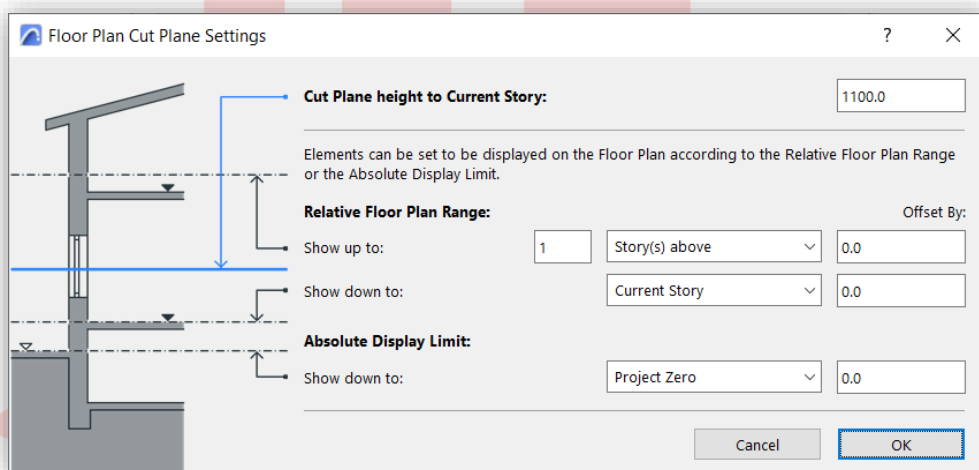 Floor Plan Cut Plane Settings ?
Cut Plane height to Current Story: 1100.0
Elements can be set to be displayed on the Floor Plan according to the Relative Floor Plan Range
or the Absolute Display Limit.
Relative Floor Plan Range: Offset By:
Show up to: 1 Story(s) above 0.0
Show down to: Current Story 0.0
Absolute Display Limit:
Show down to: Project Zero 0.0
Cancel OK